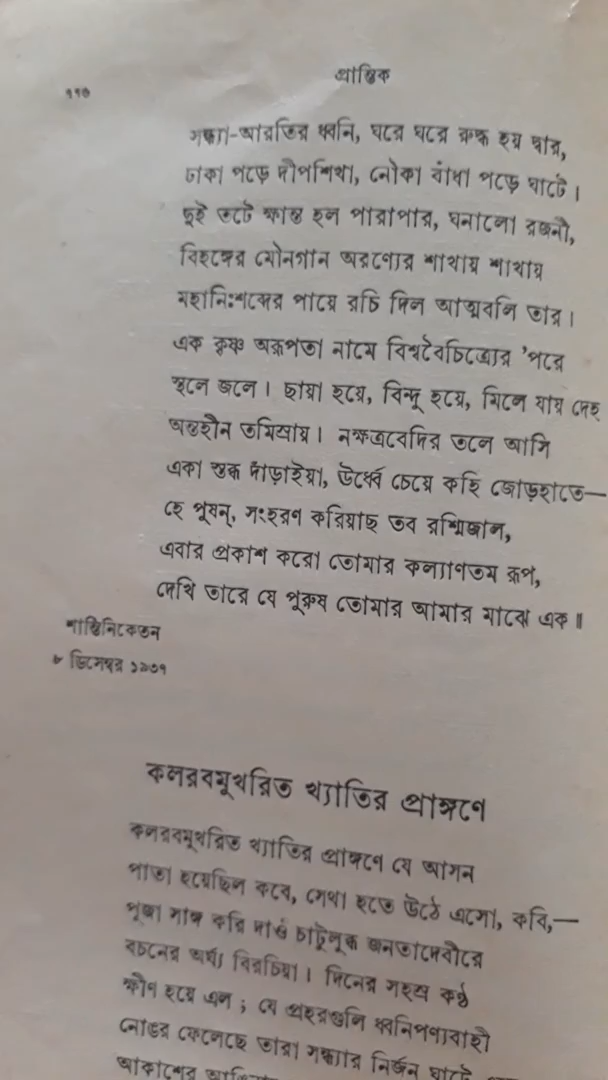 প্রান্তিক
১১৩
সন্ধ্যা-আরতির ধ্বনি, ঘরে ঘরে রুদ্ধ হয় দ্বার,
ঢাকা পড়ে দীপশিখা, নৌকা বাঁধা পড়ে ঘাটে।
দুই তটে ক্ষান্ত হল পারাপার, ঘনালো রজনী,
বিহঙ্গের মৌনগান অরণ্যের শাখায় শাখায়
মহানিঃশব্দের পায়ে রচি দিল আত্মবলি তার।
এক কৃষ্ণ অরূপতা নামে বিশ্ববৈচিত্র্যের 'পরে
স্থলে জলে। ছায়া হয়ে, বিন্দু হয়ে, মিলে যায় দেহ
অন্তহীন তমিস্রায়। নক্ষত্রবেদির তলে আসি
একা স্তব্ধ দাঁড়াইয়া, ঊর্ধ্বে চেয়ে কহি জোড়হাতে—
হে পূষন্, সংহরণ করিয়াছ তব রশ্মিজাল,
এবার প্রকাশ করো তোমার কল্যাণতম রূপ,
দেখি তারে যে পুরুষ তোমার আমার মাঝে এক॥
শান্তিনিকেতন
৮ ডিসেম্বর ১৯৩৭
কলরবমুখরিত খ্যাতির প্রাঙ্গণে
কলরবমুখরিত খ্যাতির প্রাঙ্গণে যে আসন
পাতা হয়েছিল কবে, সেথা হতে উঠে এসো, কবি,—
পূজা সাঙ্গ করি দাও চাটুলুব্ধ জনতাদেবীরে
বচনের অর্ঘ্য বিরচিয়া। দিনের সহস্র কণ্ঠ
ক্ষীণ হয়ে এল; যে প্রহরগুলি ধ্বনিপণ্যবাহী
নোঙর ফেলেছে তারা সন্ধ্যার নির্জন ঘাটে
আকাশের